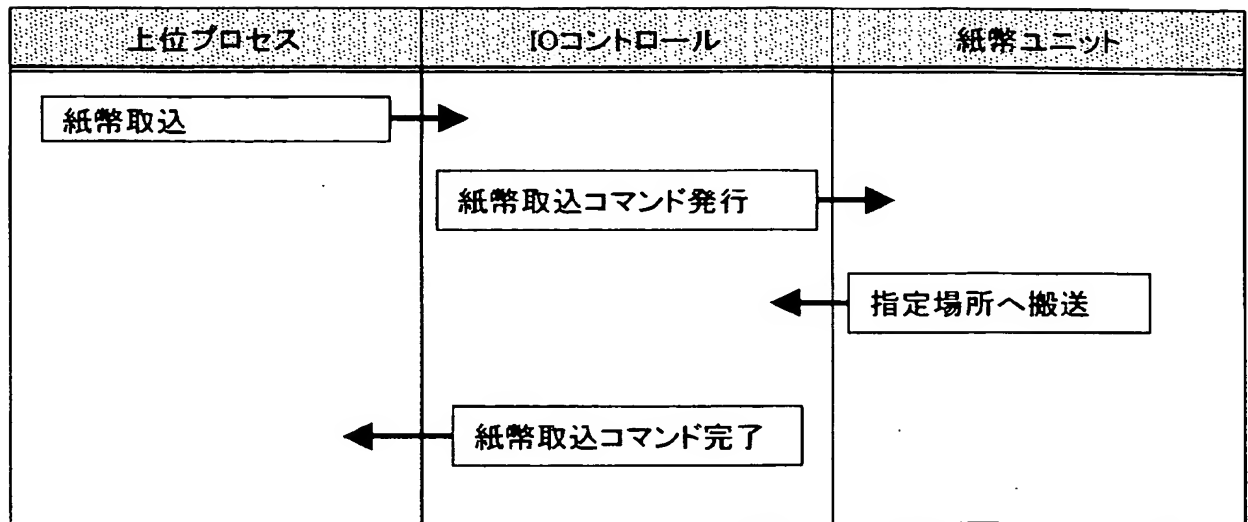 上位プロセス
IOコントロール
紙幣ユニット
紙幣取込
紙幣取込コマンド発行
指定場所へ搬送
紙幣取込コマンド完了